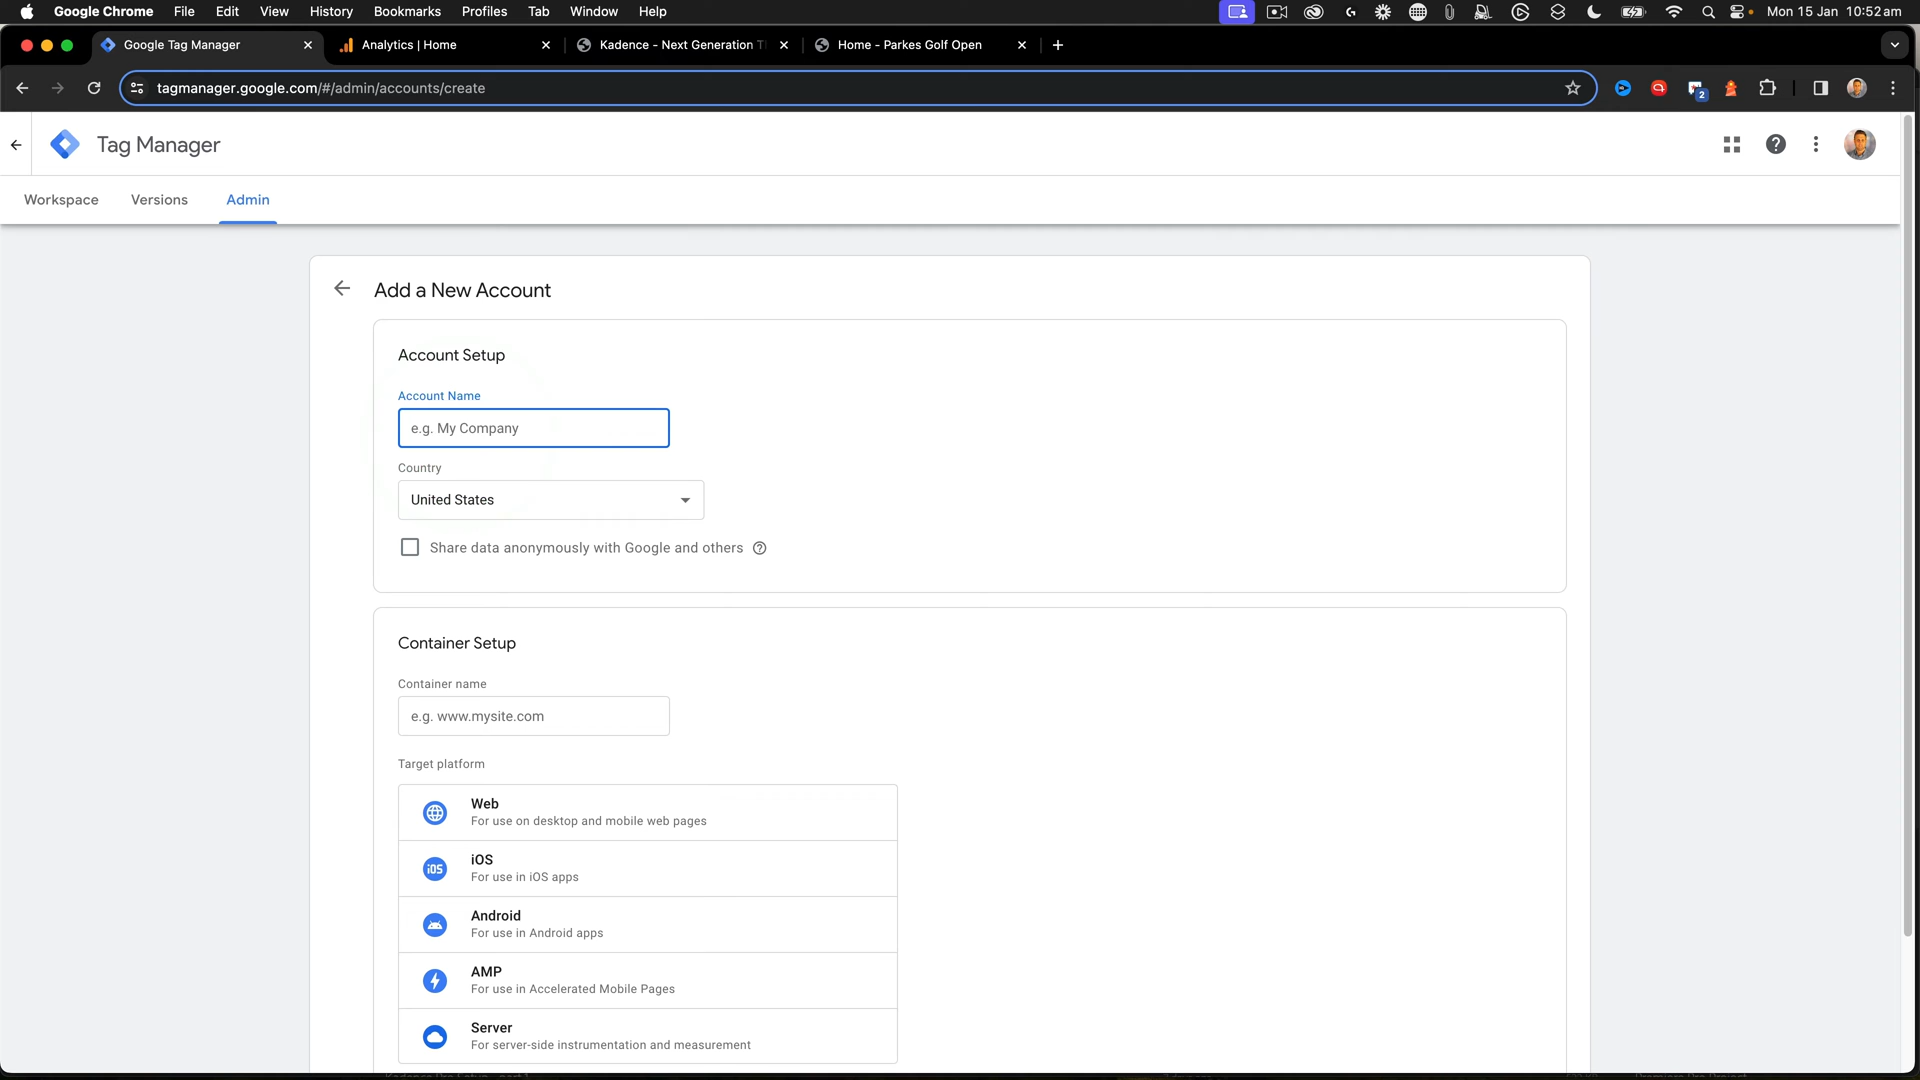 Google Chrome File Edit View History Bookmarks Profiles Tab Window Help Mon 15 Jan 10:52 am
Google Tag Manager Analytics | Home Kadence - Next Generation Home - Parkes Golf Open
tagmanager.google.com/#/admin/accounts/create
2
Tag Manager
Workspace Versions Admin
Add a New Account
Account Setup
Account Name
e.g. My Company
Country
United States
Share data anonymously with Google and others
Container Setup
Container name
e.g. www.mysite.com
Target platform
Web
For use on desktop and mobile web pages
iOS
iOS
For use in iOS apps
Android
For use in Android apps
AMP
For use in Accelerated Mobile Pages
Server
For server-side instrumentation and measurement